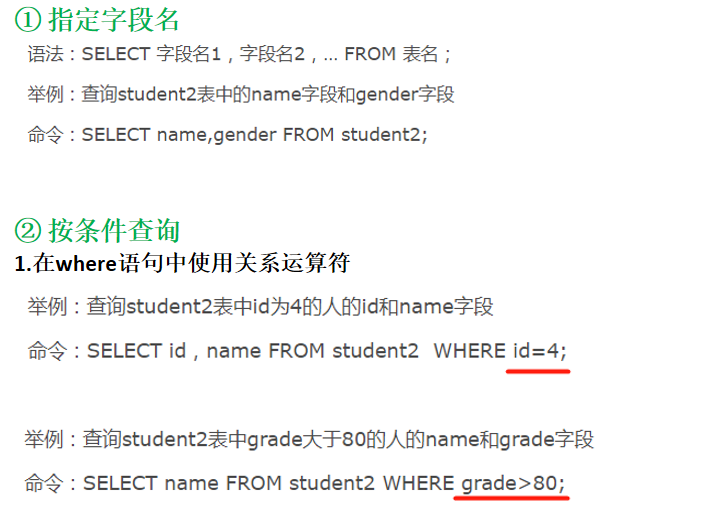 ① 指定字段名
语法：SELECT 字段名1，字段名2，… FROM 表名；
举例：查询student2表中的name字段和gender字段
命令：SELECT name,gender FROM student2;
② 按条件查询
1.在where语句中使用关系运算符
举例：查询student2表中id为4的人的id和name字段
命令：SELECT id，name FROM student2 WHERE id=4;
举例：查询student2表中grade大于80的人的name和grade字段
命令：SELECT name FROM student2 WHERE grade>80;